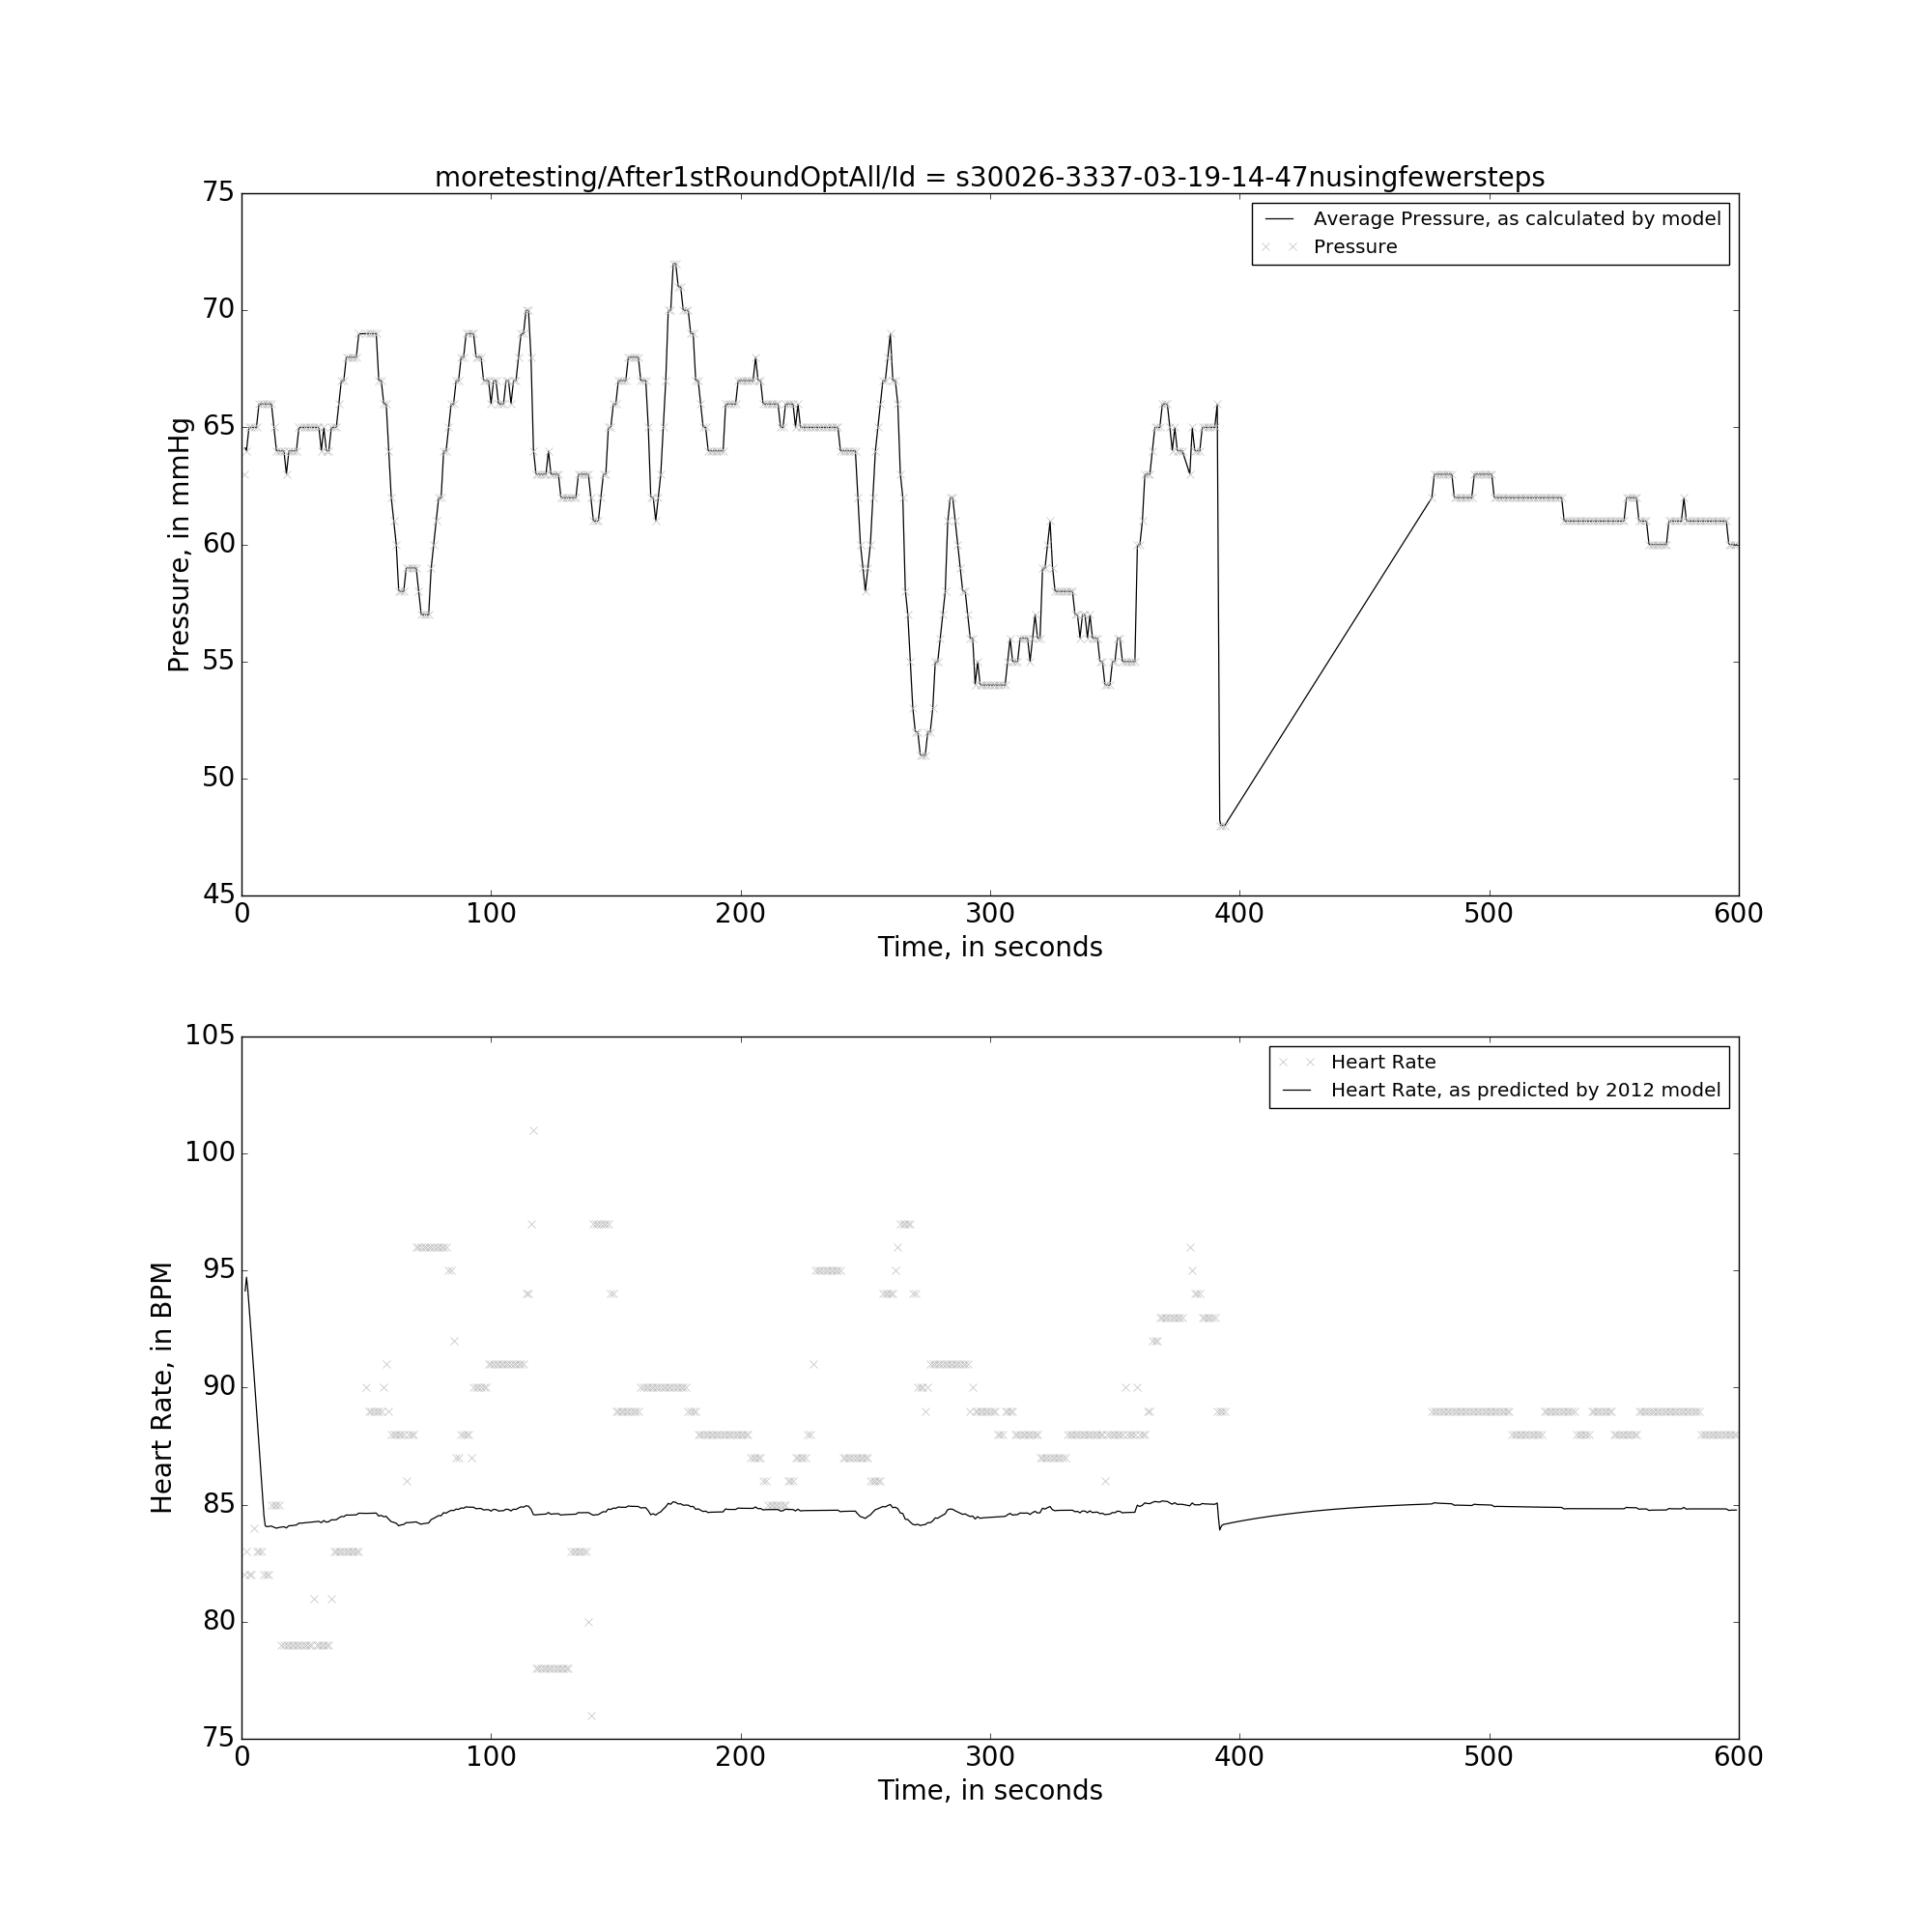 moretesting/After1stRoundOptAll/Id = s30026-3337-03-19-14-47nusingfewersteps
75
70
65
60
55
50
45
Pressure, in mmHg
Average Pressure, as calculated by model
Pressure
0 100 200 300 400 500 600
Time, in seconds
105
100
95
90
85
80
75
Heart Rate, in BPM
Heart Rate
Heart Rate, as predicted by 2012 model
0 100 200 300 400 500 600
Time, in seconds